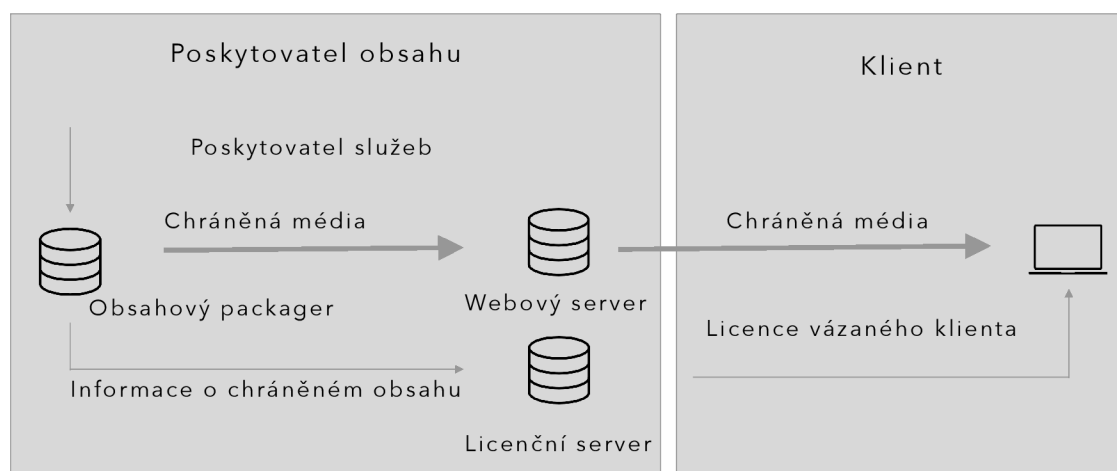 Poskytovatel obsahu
Klient
Poskytovatel služeb
Chráněná média
Chráněná média
Obsahový packager
Webový server
Licence vázaného klienta
Informace o chráněném obsahu
Licenční server